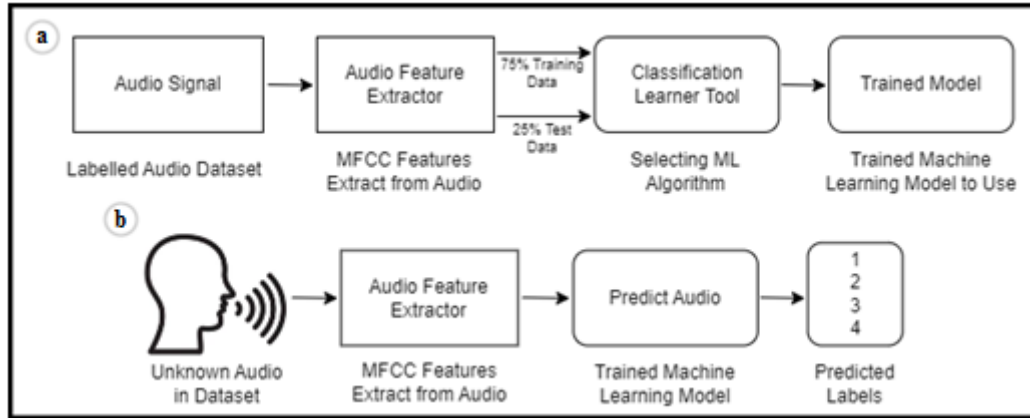 a
Audio Signal
Labelled Audio Dataset
Audio Feature
Extractor
MFCC Features
Extract from Audio
75% Training
Data
25% Test
Data
Classification
Learner Tool
Selecting ML
Algorithm
Trained Model
Trained Machine
Learning Model to Use
b
Unknown Audio
in Dataset
Audio Feature
Extractor
MFCC Features
Extract from Audio
Predict Audio
Trained Machine
Learning Model
1
2
3
4
Predicted
Labels